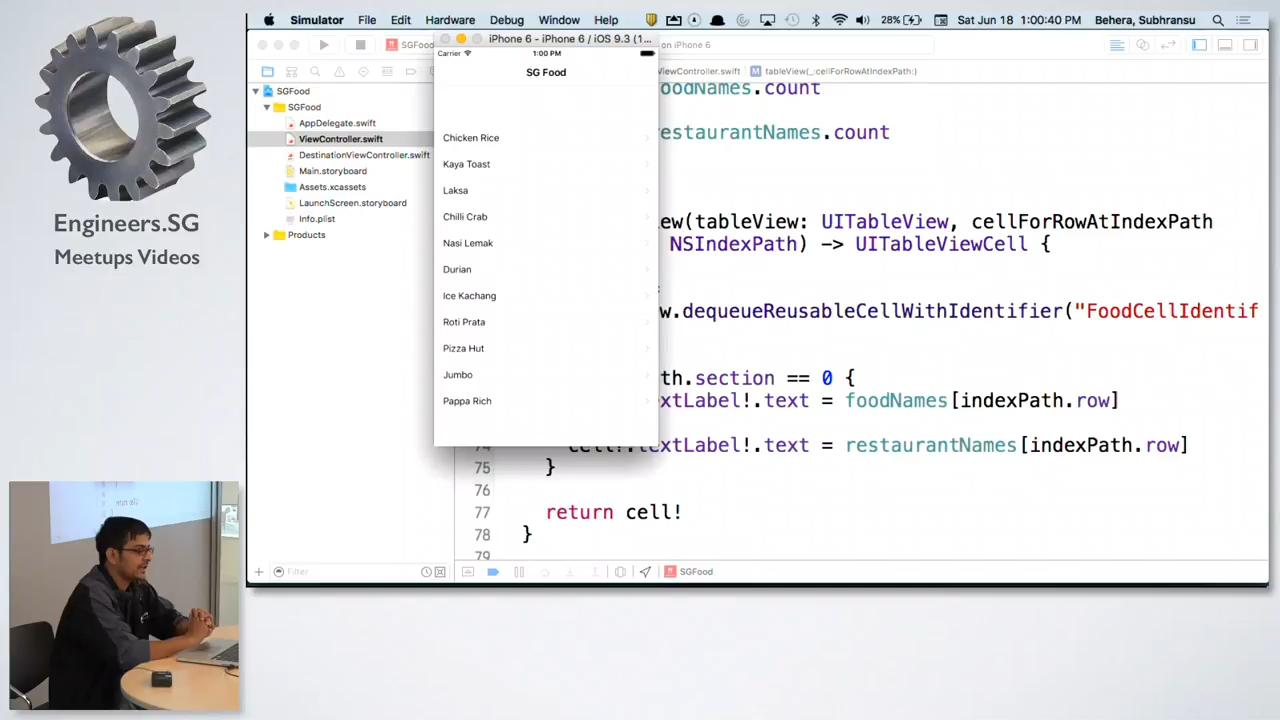 Simulator File Edit Hardware Debug Window Help 28% Sat Jun 18 1:00:40 PM Behera, Subhransu
iPhone 6 - iPhone 6 / iOS 9.3 (1...
SGFood
on iPhone 6
Carrier 1:00 PM
ViewController.swift tableView(_:cellForRowAtIndexPath:)
SG Food
SGFood
SGFood
AppDelegate.swift
ViewController.swift
DestinationViewController.swift
Main.storyboard
Assets.xcassets
LaunchScreen.storyboard
Info.plist
Products
Chicken Rice
Kaya Toast
Laksa
Chilli Crab
Nasi Lemak
Durian
Ice Kachang
Roti Prata
Pizza Hut
Jumbo
Pappa Rich
oodNames.count
estaurantNames.count
ew(tableView: UITableView, cellForRowAtIndexPath
NSIndexPath) -> UITableViewCell {
w.dequeueReusableCellWithIdentifier("FoodCellIdentif
th.section == 0 {
xtLabel!.text = foodNames[indexPath.row]
74 cell!.textLabel!.text = restaurantNames[indexPath.row]
75 }
76
77 return cell!
78 }
79
Filter
SGFood
Engineers.SG
Meetups Videos